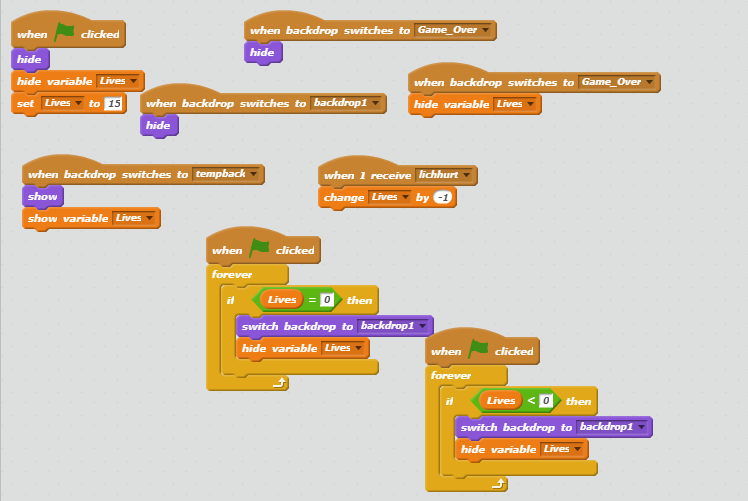 when clicked
hide
hide variable Lives
set Lives to 15
when backdrop switches to Game_Over
hide
when backdrop switches to backdrop1
hide
when backdrop switches to Game_Over
hide variable Lives
when backdrop switches to tempback
show
show variable Lives
when I receive lichhurt
change Lives by -1
when clicked
forever
if Lives = 0 then
switch backdrop to backdrop1
hide variable Lives
when clicked
forever
if Lives < 0 then
switch backdrop to backdrop1
hide variable Lives